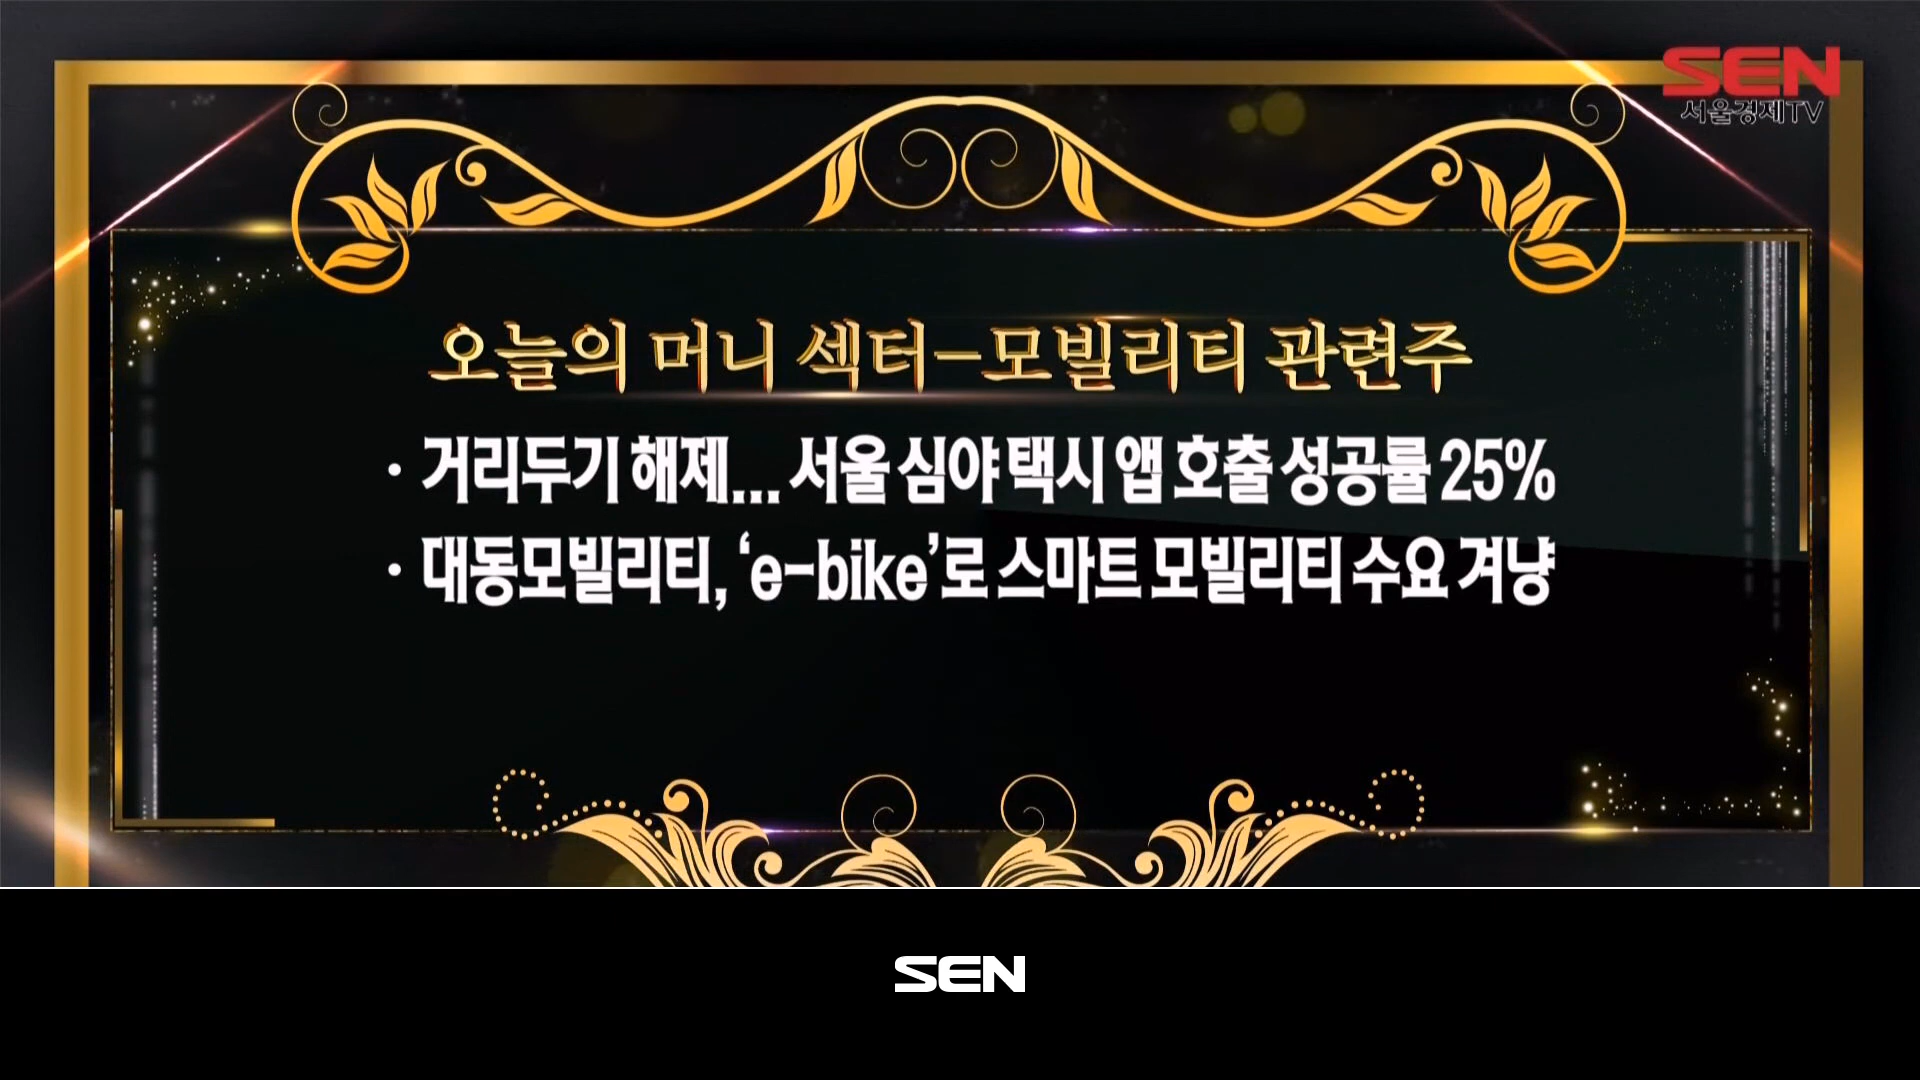 SEN
서울경제TV
오늘의 머니 섹터-모빌리티 관련주
· 거리두기 해제... 서울 심야 택시 앱 호출 성공률 25%
· 대동모빌리티, ‘e-bike’로 스마트 모빌리티 수요 겨냥
SEN